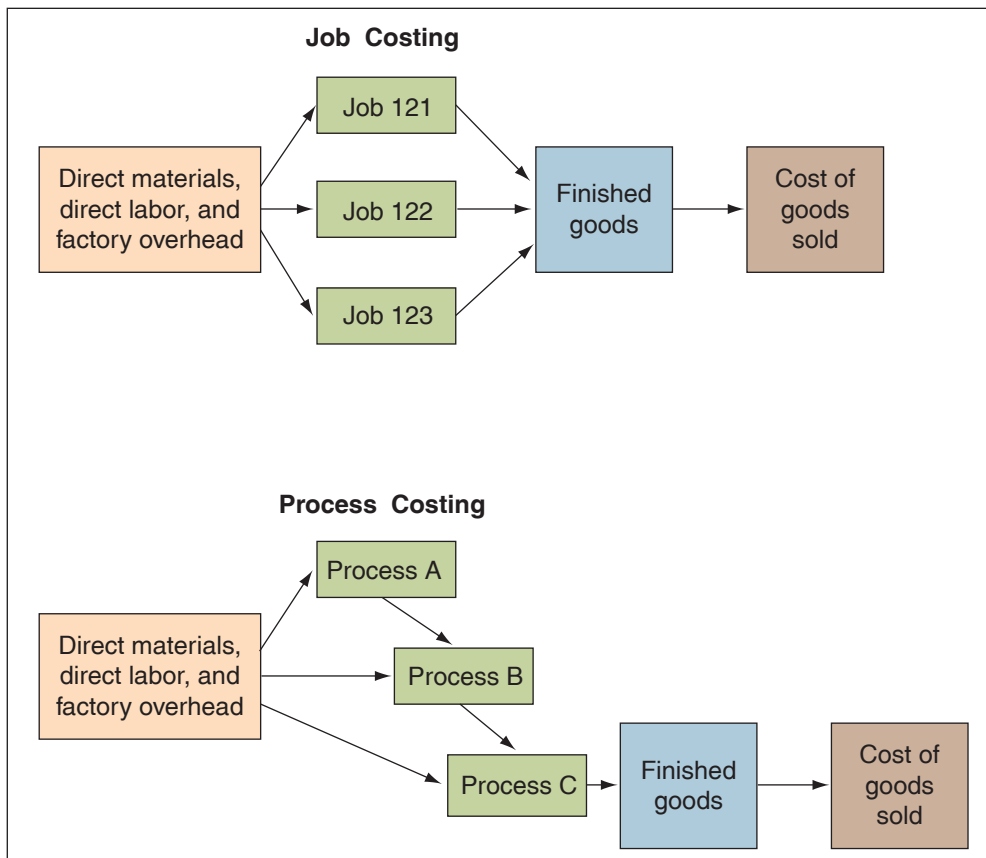 Job Costing
Job 121
Direct materials,
direct labor, and
factory overhead
Job 122
Job 123
Finished
goods
Cost of
goods
sold
Process Costing
Process A
Direct materials,
direct labor, and
factory overhead
Process B
Process C
Finished
goods
Cost of
goods
sold